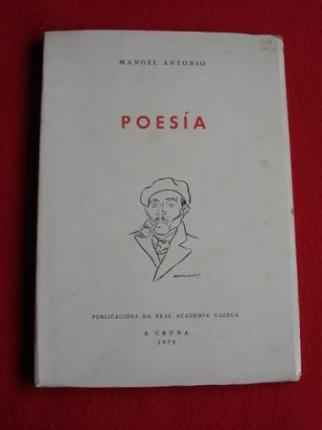 MANOEL ANTONIO
POESÍA
PUBLICACIÓNS DA REAL ACADEMIA GALEGA
A CRUÑA
1979